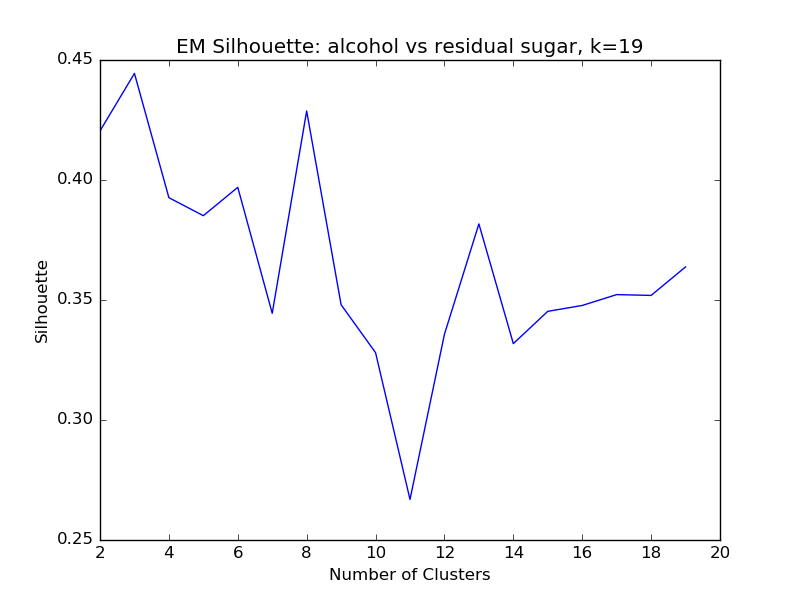 EM Silhouette: alcohol vs residual sugar, k=19
0.45
0.40
0.35
0.30
0.25
Silhouette
2 4 6 8 10 12 14 16 18 20
Number of Clusters